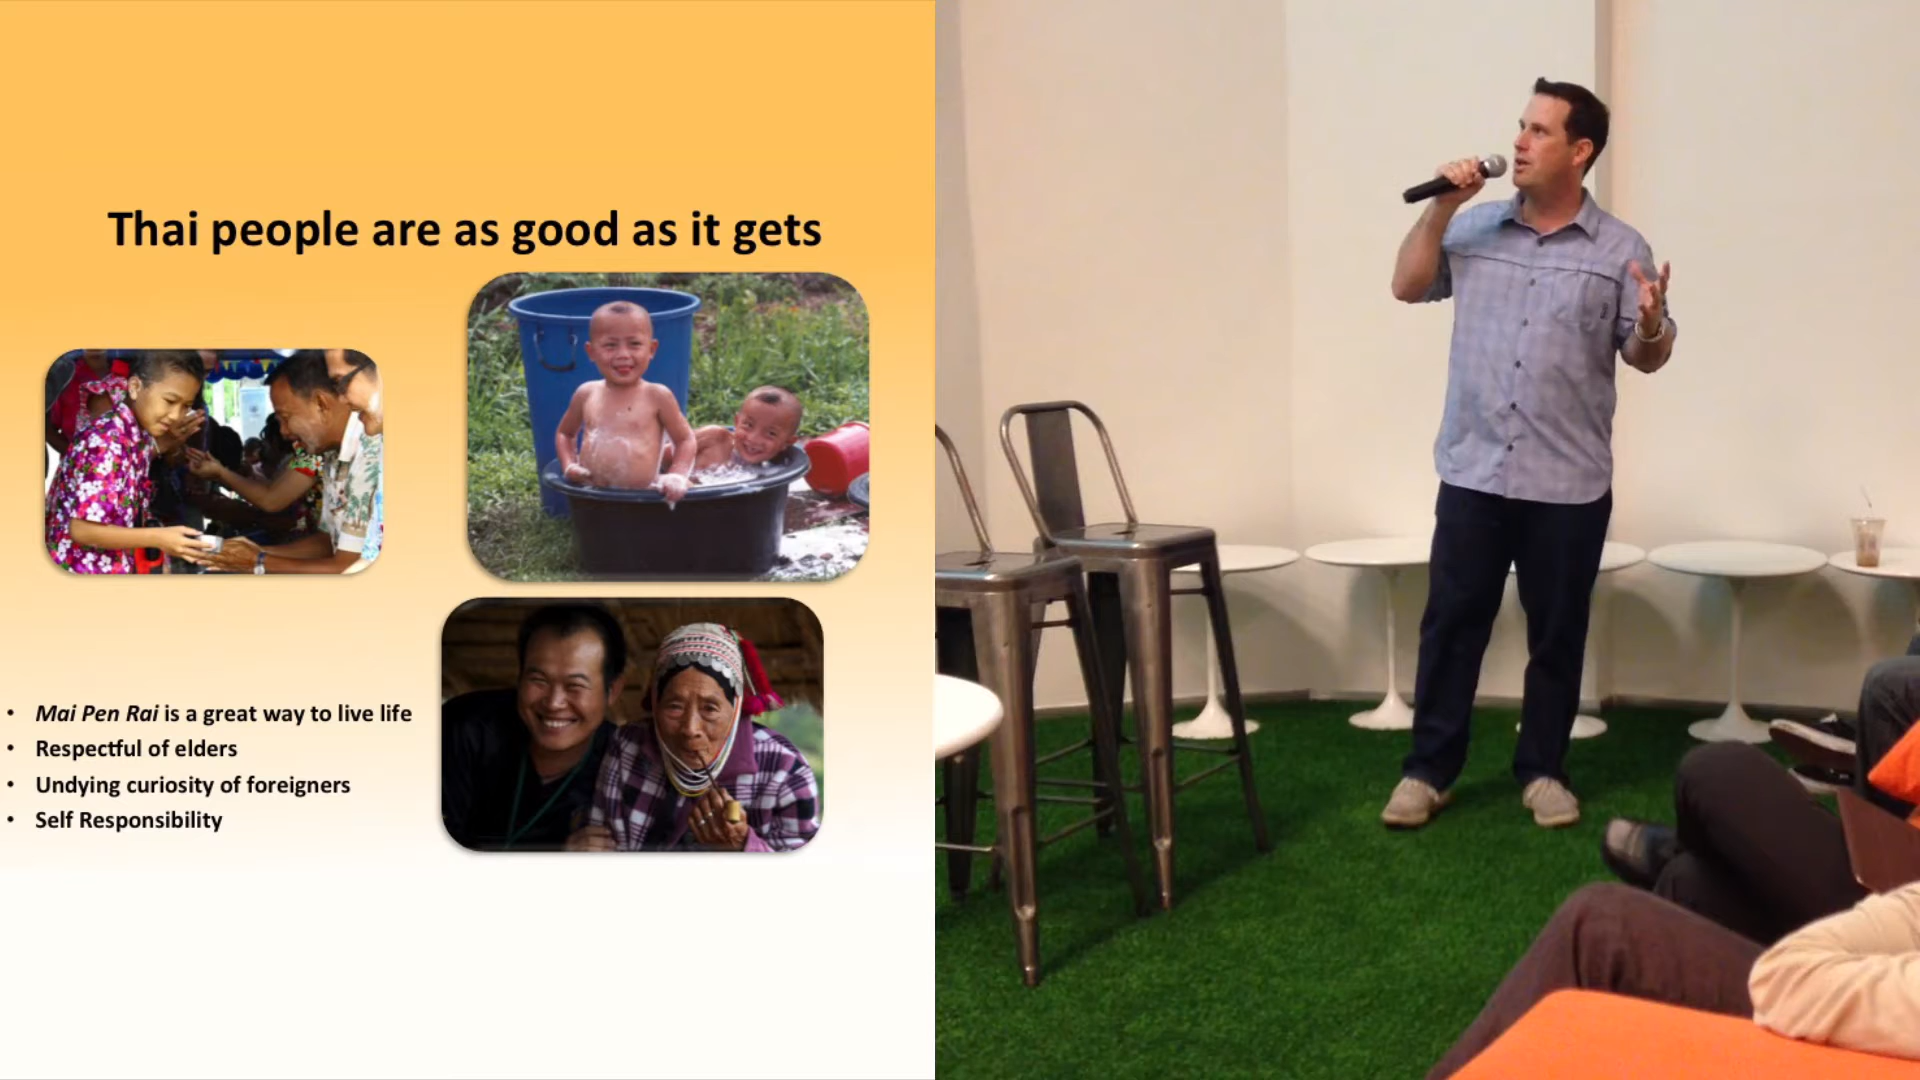 Thai people are as good as it gets
• Mai Pen Rai is a great way to live life
• Respectful of elders
• Undying curiosity of foreigners
• Self Responsibility